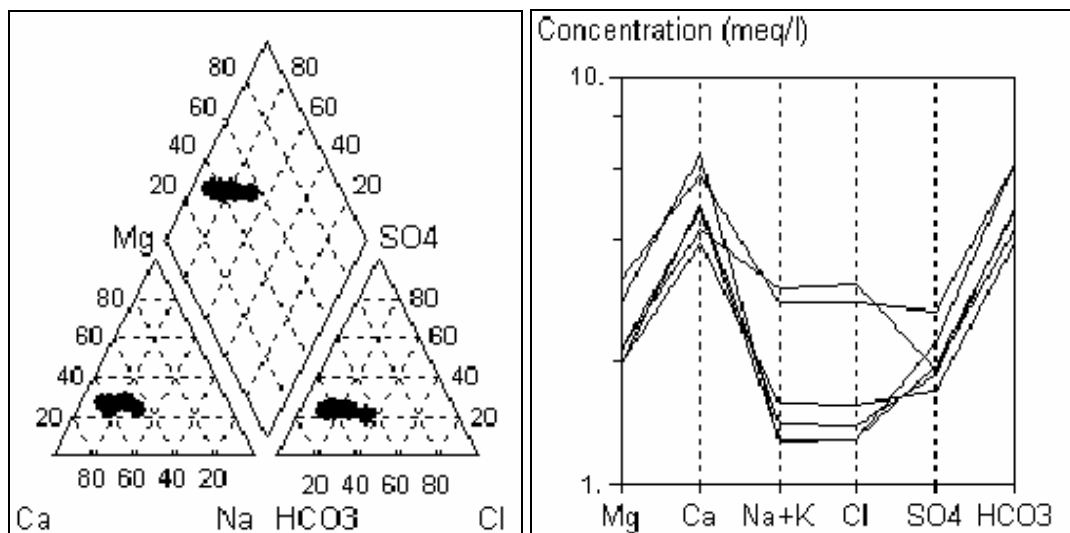 80 80
60 60
40 40
20 20
Mg SO4
80 80
60 60
40 40
20 20
80 60 40 20 20 40 60 80
Ca Na HCO3 Cl
Concentration (meq/l)
10.
1.
Mg Ca Na+K Cl SO4 HCO3